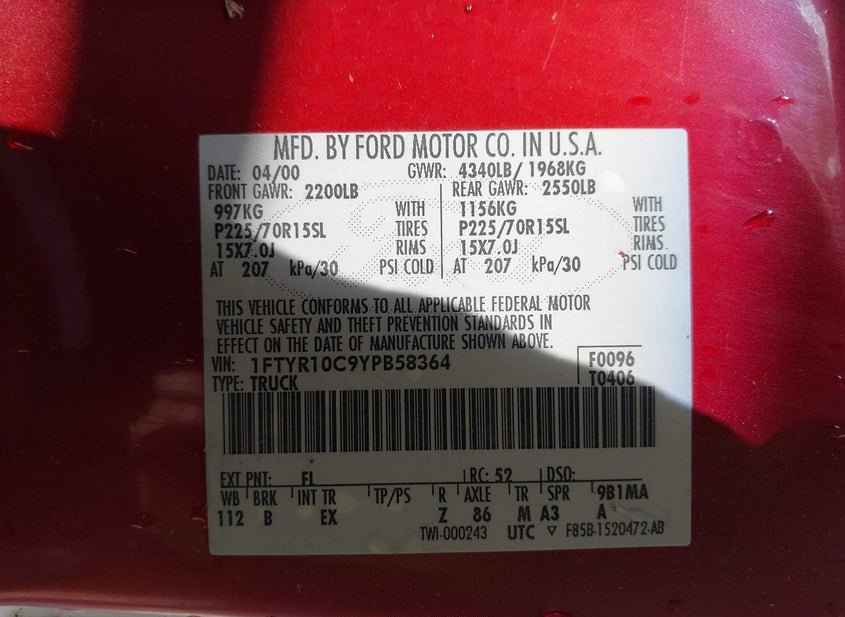 MFD. BY FORD MOTOR CO. IN U.S.A.
DATE: 04/00 GVWR: 4340LB/ 1968KG
FRONT GAWR: 2200LB REAR GAWR: 2550LB
997KG WITH 1156KG WITH
P225/70R15SL TIRES P225/70R15SL TIRES
15X7.0J RIMS 15X7.0J RIMS
AT 207 kPa/30 PSI COLD AT 207 kPa/30 PSI COLD
THIS VEHICLE CONFORMS TO ALL APPLICABLE FEDERAL MOTOR
VEHICLE SAFETY AND THEFT PREVENTION STANDARDS IN
EFFECT ON THE DATE OF MANUFACTURE SHOWN ABOVE.
VIN: 1FTYR10C9YPB58364 F0096
TYPE: TRUCK T0406
EXT PNT: FL RC: 52 DSO:
WB BRK INT TR TP/PS R AXLE TR SPR 9B1MA
112 B EX Z 86 M A3 A
TWI-000243 UTC ▽ F85B-1520472-AB